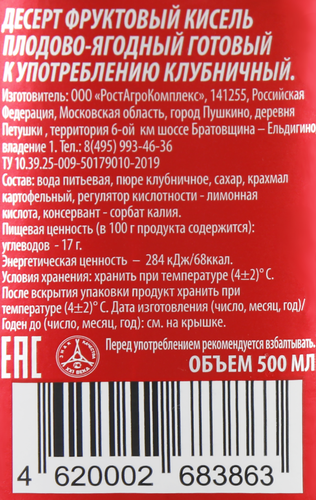 ДЕСЕРТ ФРУКТОВЫЙ КИСЕЛЬ
ПЛОДОВО-ЯГОДНЫЙ ГОТОВЫЙ
К УПОТРЕБЛЕНИЮ КЛУБНИЧНЫЙ.
Изготовитель: ООО «РостАгроКомплекс», 141255, Российская
Федерация, Московская область, город Пушкино, деревня
Петушки , территория 6-ой км шоссе Братовщина – Ельдигино
владение 1. Тел.: 8(495) 993-46-36
ТУ 10.39.25-009-50179010-2019
Состав: вода питьевая, пюре клубничное, сахар, крахмал
картофельный, регулятор кислотности - лимонная
кислота, консервант - сорбат калия.
Пищевая ценность (в 100 г продукта содержится):
углеводов - 17 г.
Энергетическая ценность – 284 кДж/68ккал.
Условия хранения: хранить при температуре (4±2)° С.
После вскрытия упаковки продукт хранить при
температуре (4±2)° С. Дата изготовления (число, месяц, год)/
Годен до (число, месяц, год): см. на крышке.
ЕАС
ЗНАК КАЧЕСТВА XXI ВЕКА
Перед употреблением рекомендуется взбалтывать.
ОБЪЕМ 500 МЛ
4 620002 683863